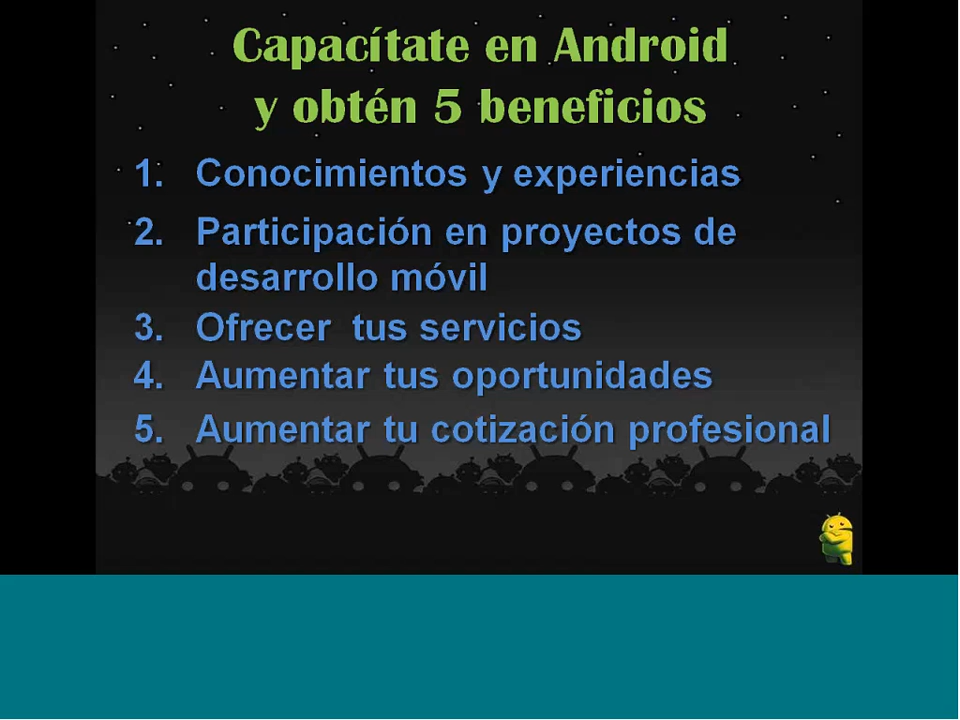 Capacítate en Android
y obtén 5 beneficios
1. Conocimientos y experiencias
2. Participación en proyectos de
desarrollo móvil
3. Ofrecer tus servicios
4. Aumentar tus oportunidades
5. Aumentar tu cotización profesional